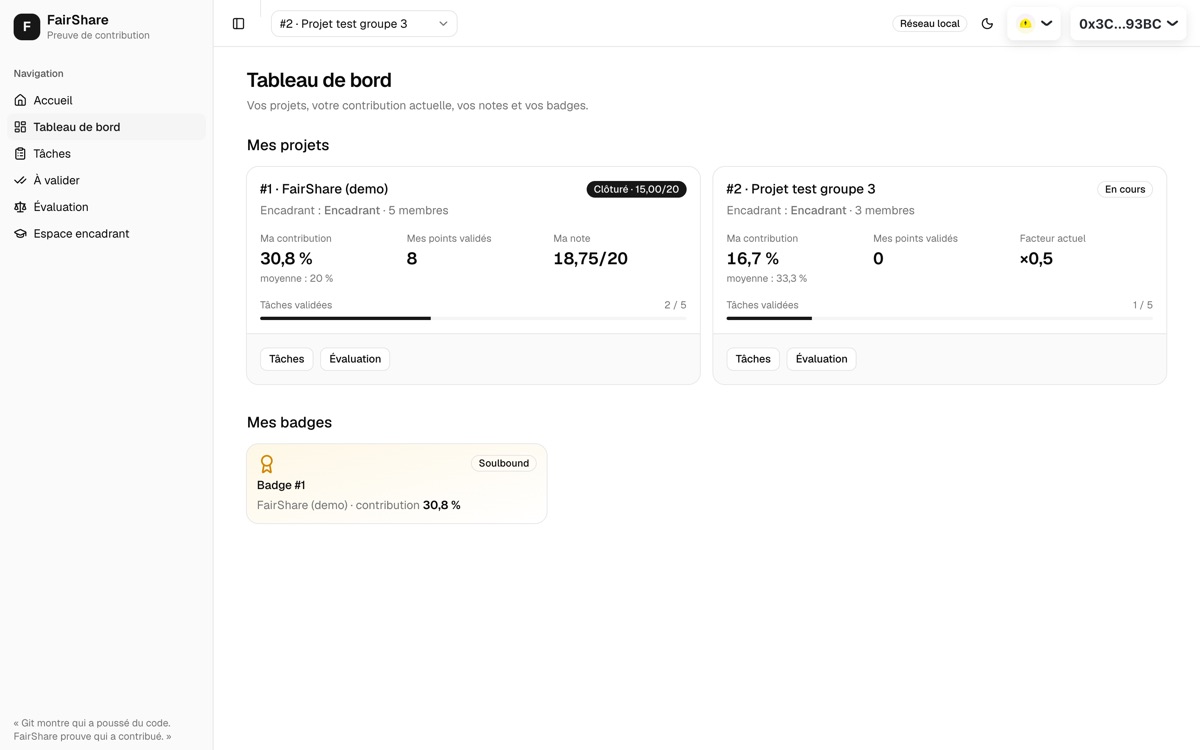 F
FairShare
Preuve de contribution
Navigation
Accueil
Tableau de bord
Tâches
À valider
Évaluation
Espace encadrant
« Git montre qui a poussé du code.
FairShare prouve qui a contribué. »
#2 · Projet test groupe 3
Réseau local
0x3C...93BC
Tableau de bord
Vos projets, votre contribution actuelle, vos notes et vos badges.
Mes projets
#1 · FairShare (demo)
Clôturé · 15,00/20
Encadrant : Encadrant · 5 membres
Ma contribution
30,8 %
moyenne : 20 %
Mes points validés
8
Ma note
18,75/20
Tâches validées
2 / 5
Tâches
Évaluation
#2 · Projet test groupe 3
En cours
Encadrant : Encadrant · 3 membres
Ma contribution
16,7 %
moyenne : 33,3 %
Mes points validés
0
Facteur actuel
×0,5
Tâches validées
1 / 5
Tâches
Évaluation
Mes badges
Soulbound
Badge #1
FairShare (demo) · contribution 30,8 %